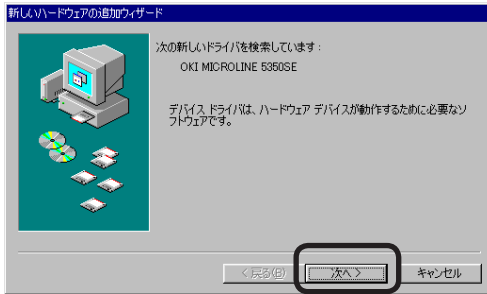 新しいハードウェアの追加ウィザード
次の新しいドライバを検索しています：
OKI MICROLINE 5350SE
デバイス ドライバは、ハードウェア デバイスが動作するために必要なソ
フトウェアです。
< 戻る(B)
次へ >
キャンセル